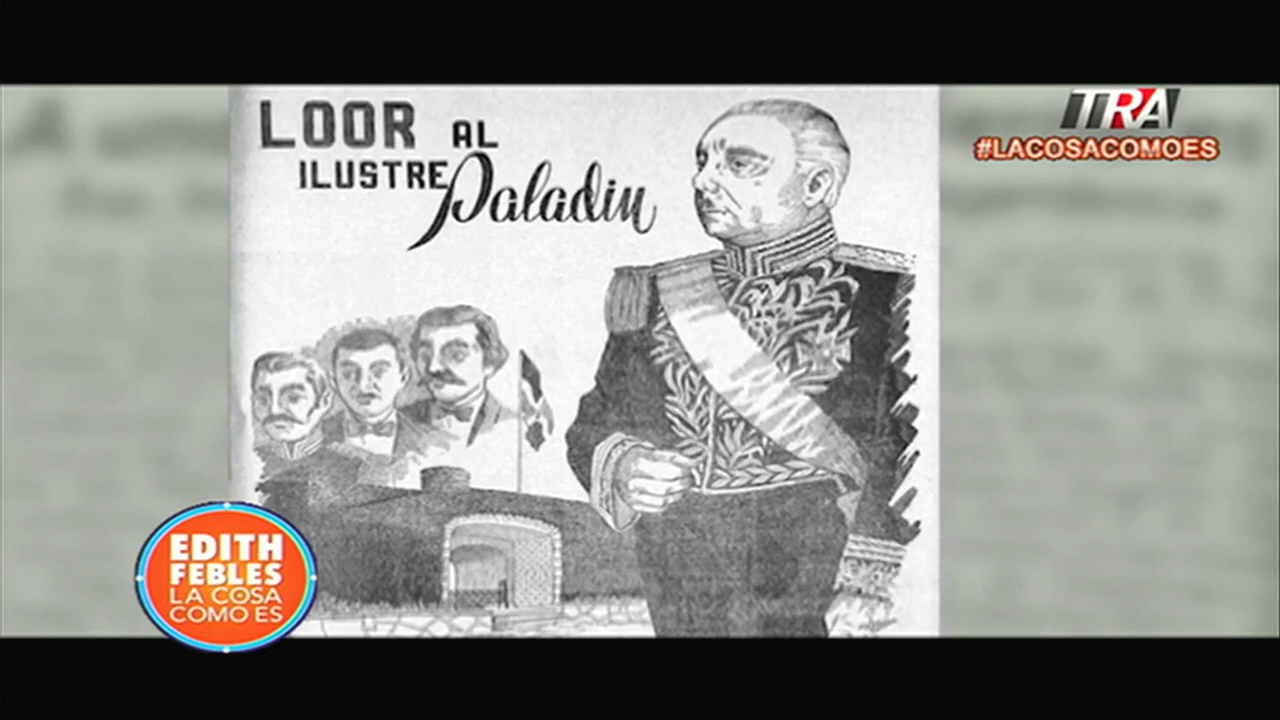 LOOR AL
ILUSTRE Paladin
TRA
#LACOSACOMOES
EDITH
FEBLES
LA COSA
COMO ES